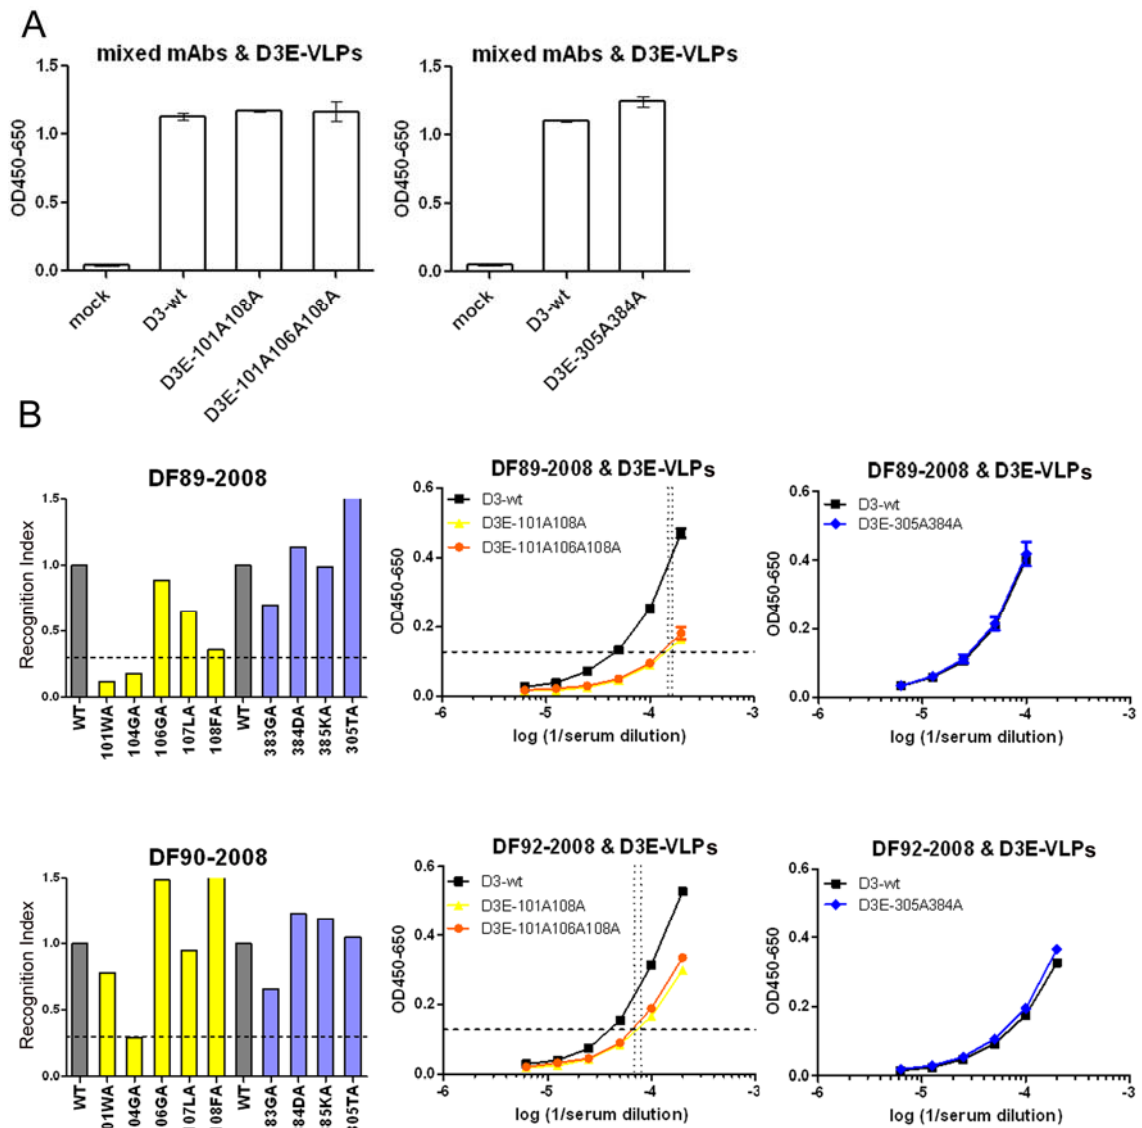 A
mixed mAbs & D3E-VLPs
OD450-650
1.5
1.0
0.5
0.0
mock
D3-wt
D3E-101A108A
D3E-101A106A108A
mixed mAbs & D3E-VLPs
OD450-650
1.5
1.0
0.5
0.0
mock
D3-wt
D3E-305A384A
B
DF89-2008
Recognition Index
1.5
1.0
0.5
0.0
WT
101WA
104GA
106GA
107LA
108FA
WT
383GA
384DA
385KA
305TA
DF89-2008 & D3E-VLPs
D3-wt
D3E-101A108A
D3E-101A106A108A
OD450-650
0.6
0.4
0.2
0.0
-6 -5 -4 -3
log (1/serum dilution)
DF89-2008 & D3E-VLPs
D3-wt
D3E-305A384A
OD450-650
0.6
0.4
0.2
0.0
-6 -5 -4 -3
log (1/serum dilution)
DF90-2008
Recognition Index
1.5
1.0
0.5
0.0
WT
WT
DF92-2008 & D3E-VLPs
D3-wt
D3E-101A108A
D3E-101A106A108A
OD450-650
0.6
0.4
0.2
0.0
-6 -5 -4 -3
log (1/serum dilution)
DF92-2008 & D3E-VLPs
D3-wt
D3E-305A384A
OD450-650
0.6
0.4
0.2
0.0
-6 -5 -4 -3
log (1/serum dilution)